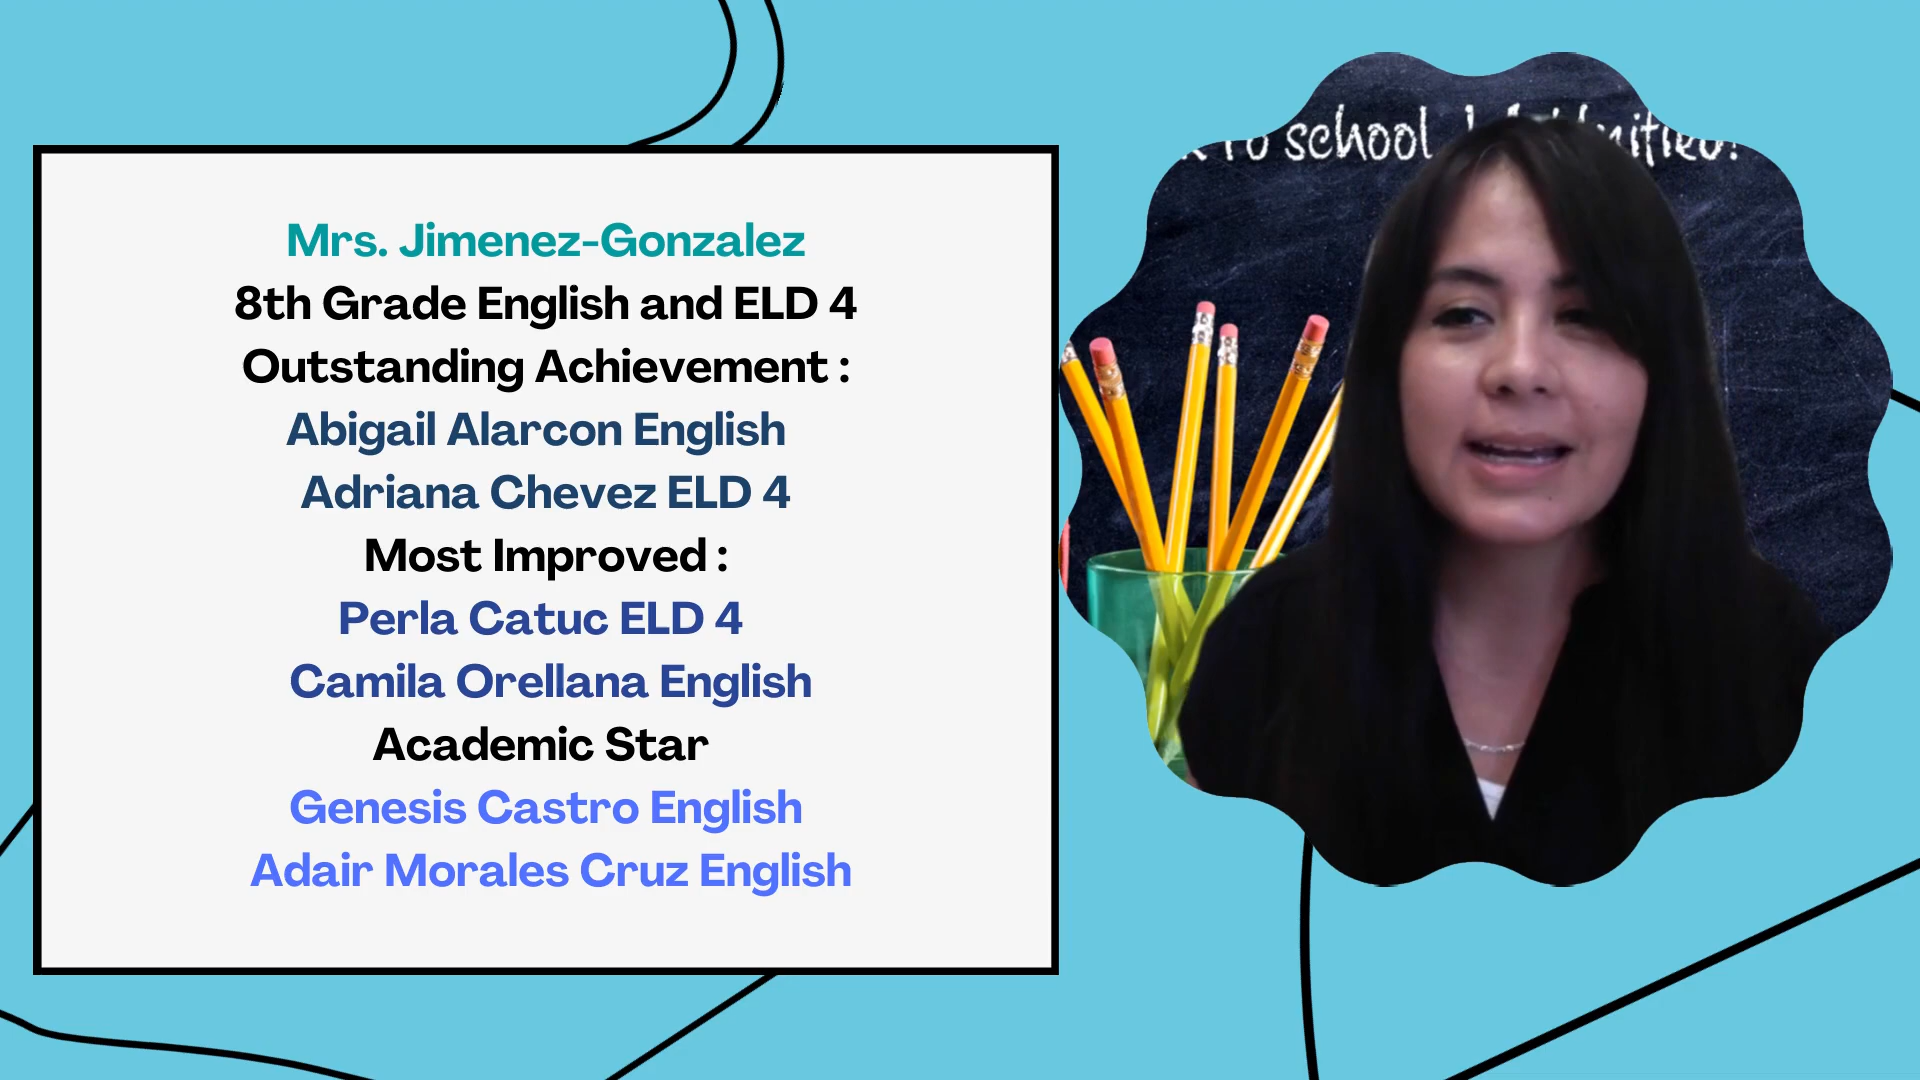 Mrs. Jimenez-Gonzalez
8th Grade English and ELD 4
Outstanding Achievement :
Abigail Alarcon English
Adriana Chevez ELD 4
Most Improved :
Perla Catuc ELD 4
Camila Orellana English
Academic Star
Genesis Castro English
Adair Morales Cruz English
to school